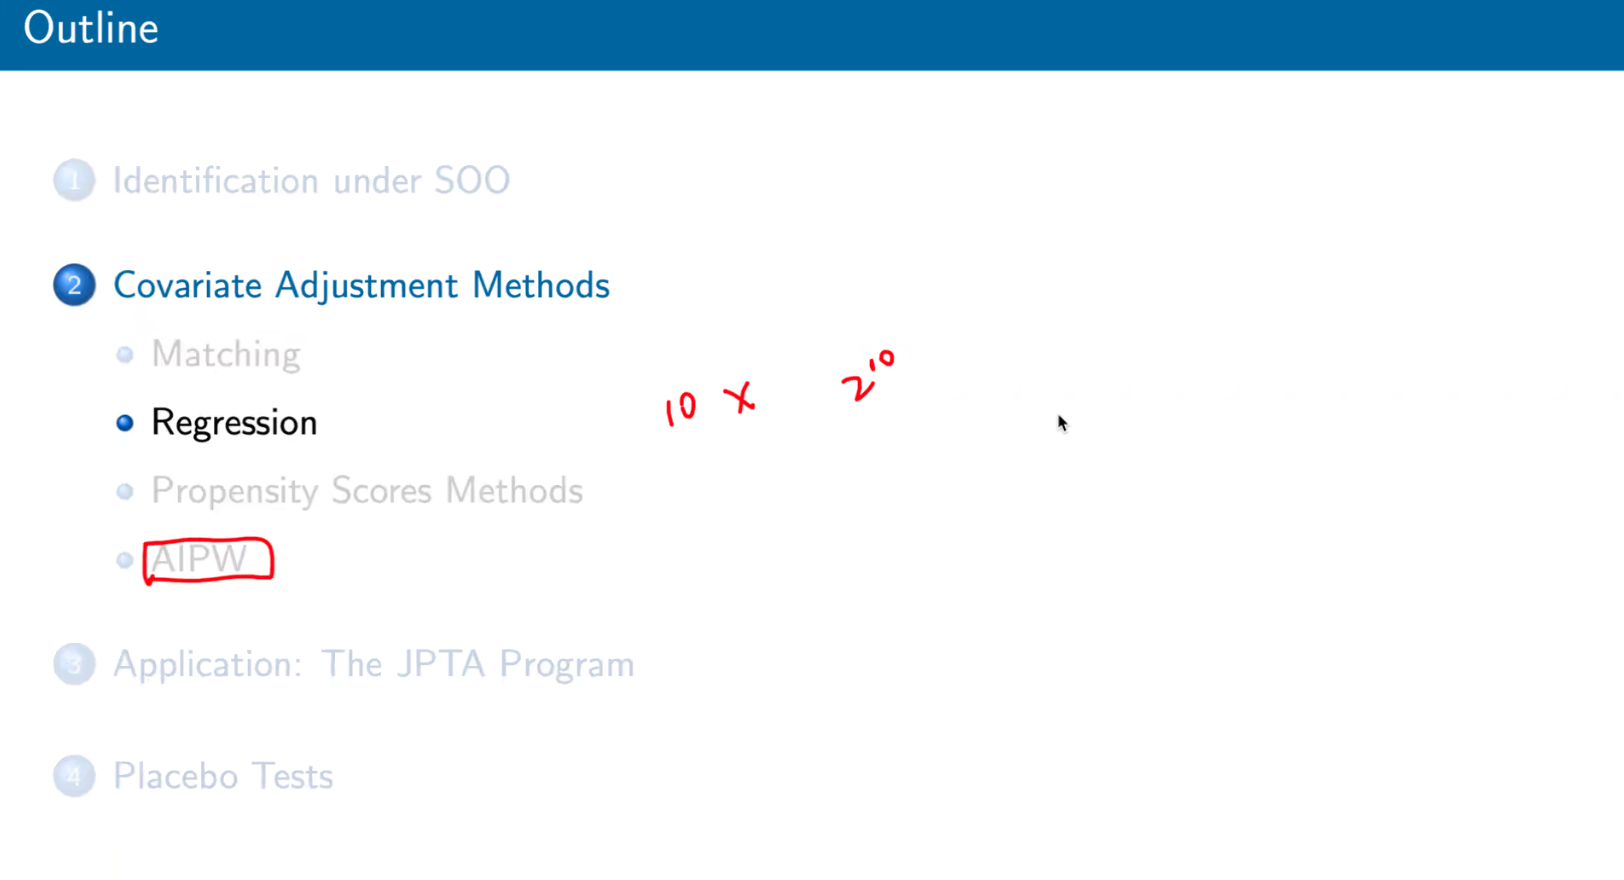 Outline
1 Identification under SOO
2 Covariate Adjustment Methods
Matching
Regression
10 X 2^10
Propensity Scores Methods
AIPW
3 Application: The JPTA Program
4 Placebo Tests